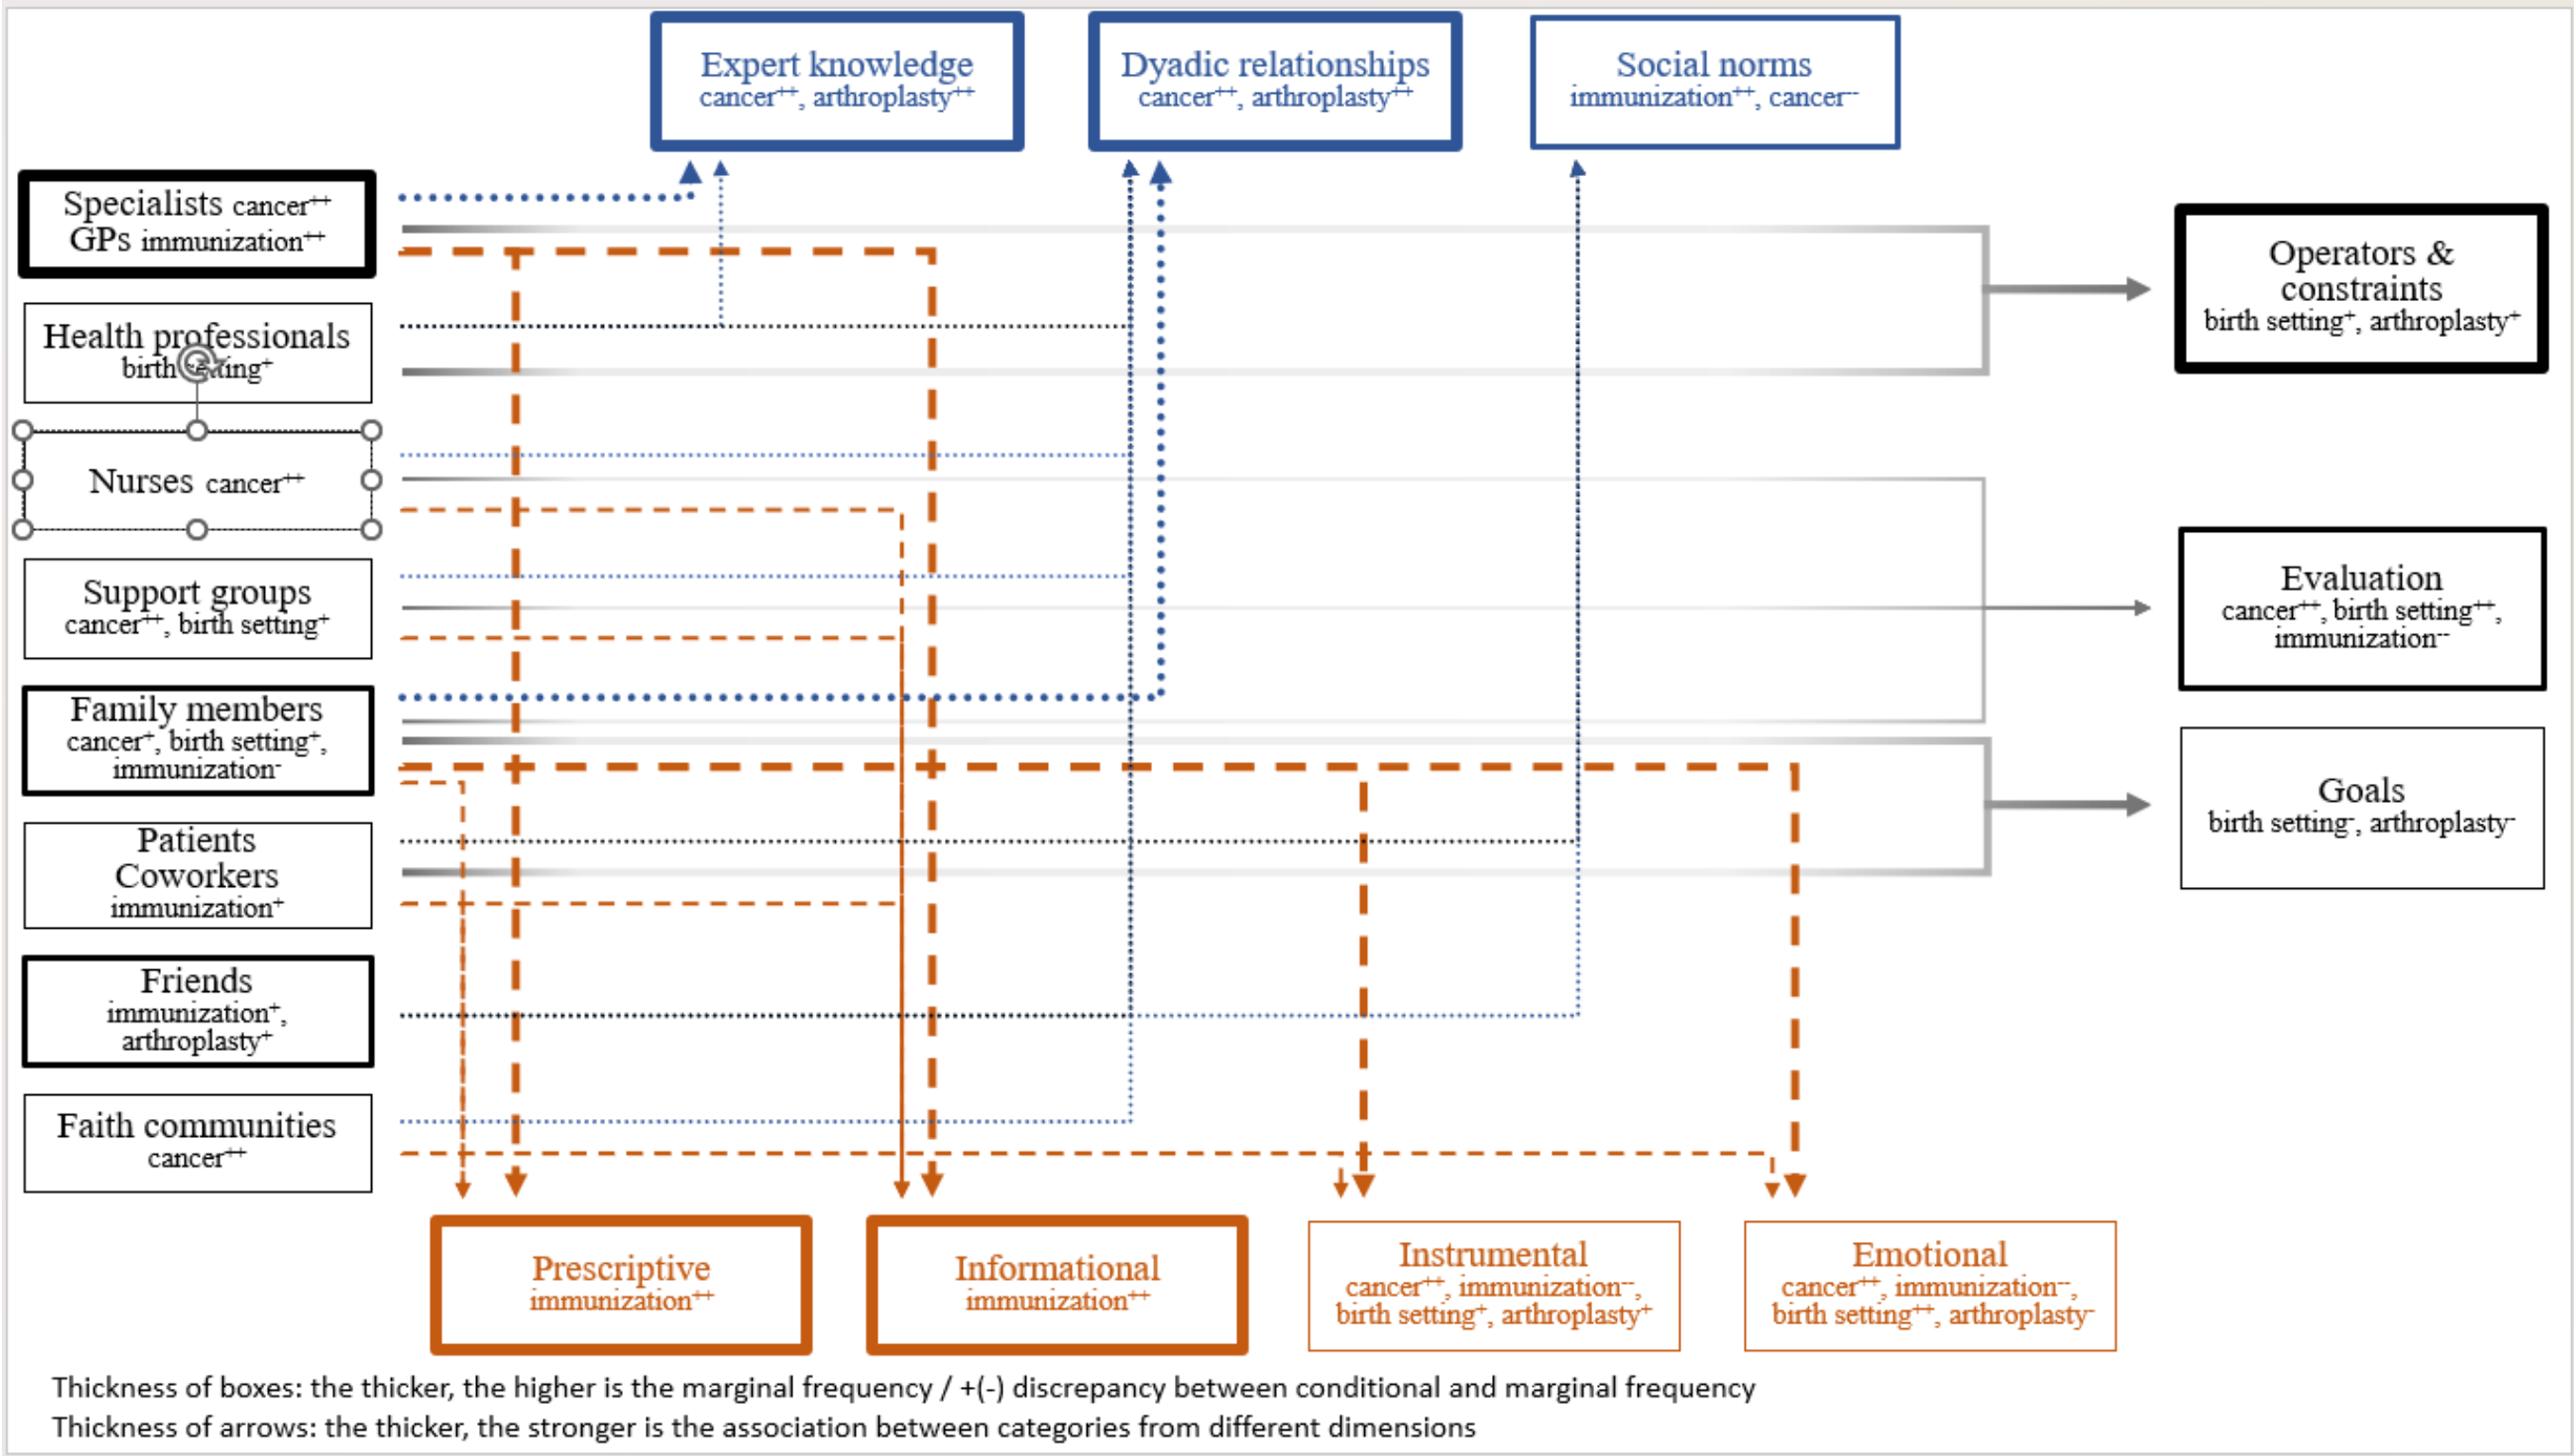 Expert knowledge
cancer⁺⁺, arthroplasty⁺⁺
Dyadic relationships
cancer⁺⁺, arthroplasty⁺⁺
Social norms
immunization⁺⁺, cancer⁻⁻
Specialists cancer⁺⁺
GPs immunization⁺⁺
Health professionals
birth setting⁺
Nurses cancer⁺⁺
Support groups
cancer⁺⁺, birth setting⁺
Family members
cancer⁺, birth setting⁺,
immunization⁻
Patients
Coworkers
immunization⁺
Friends
immunization⁺,
arthroplasty⁺
Faith communities
cancer⁺⁺
Operators &
constraints
birth setting⁺, arthroplasty⁺
Evaluation
cancer⁺⁺, birth setting⁺⁺,
immunization⁻⁻
Goals
birth setting⁻, arthroplasty⁻
Prescriptive
immunization⁺⁺
Informational
immunization⁺⁺
Instrumental
cancer⁺⁺, immunization⁻⁻,
birth setting⁺, arthroplasty⁺
Emotional
cancer⁺⁺, immunization⁻⁻,
birth setting⁺⁺, arthroplasty⁻
Thickness of boxes: the thicker, the higher is the marginal frequency / +(-) discrepancy between conditional and marginal frequency
Thickness of arrows: the thicker, the stronger is the association between categories from different dimensions